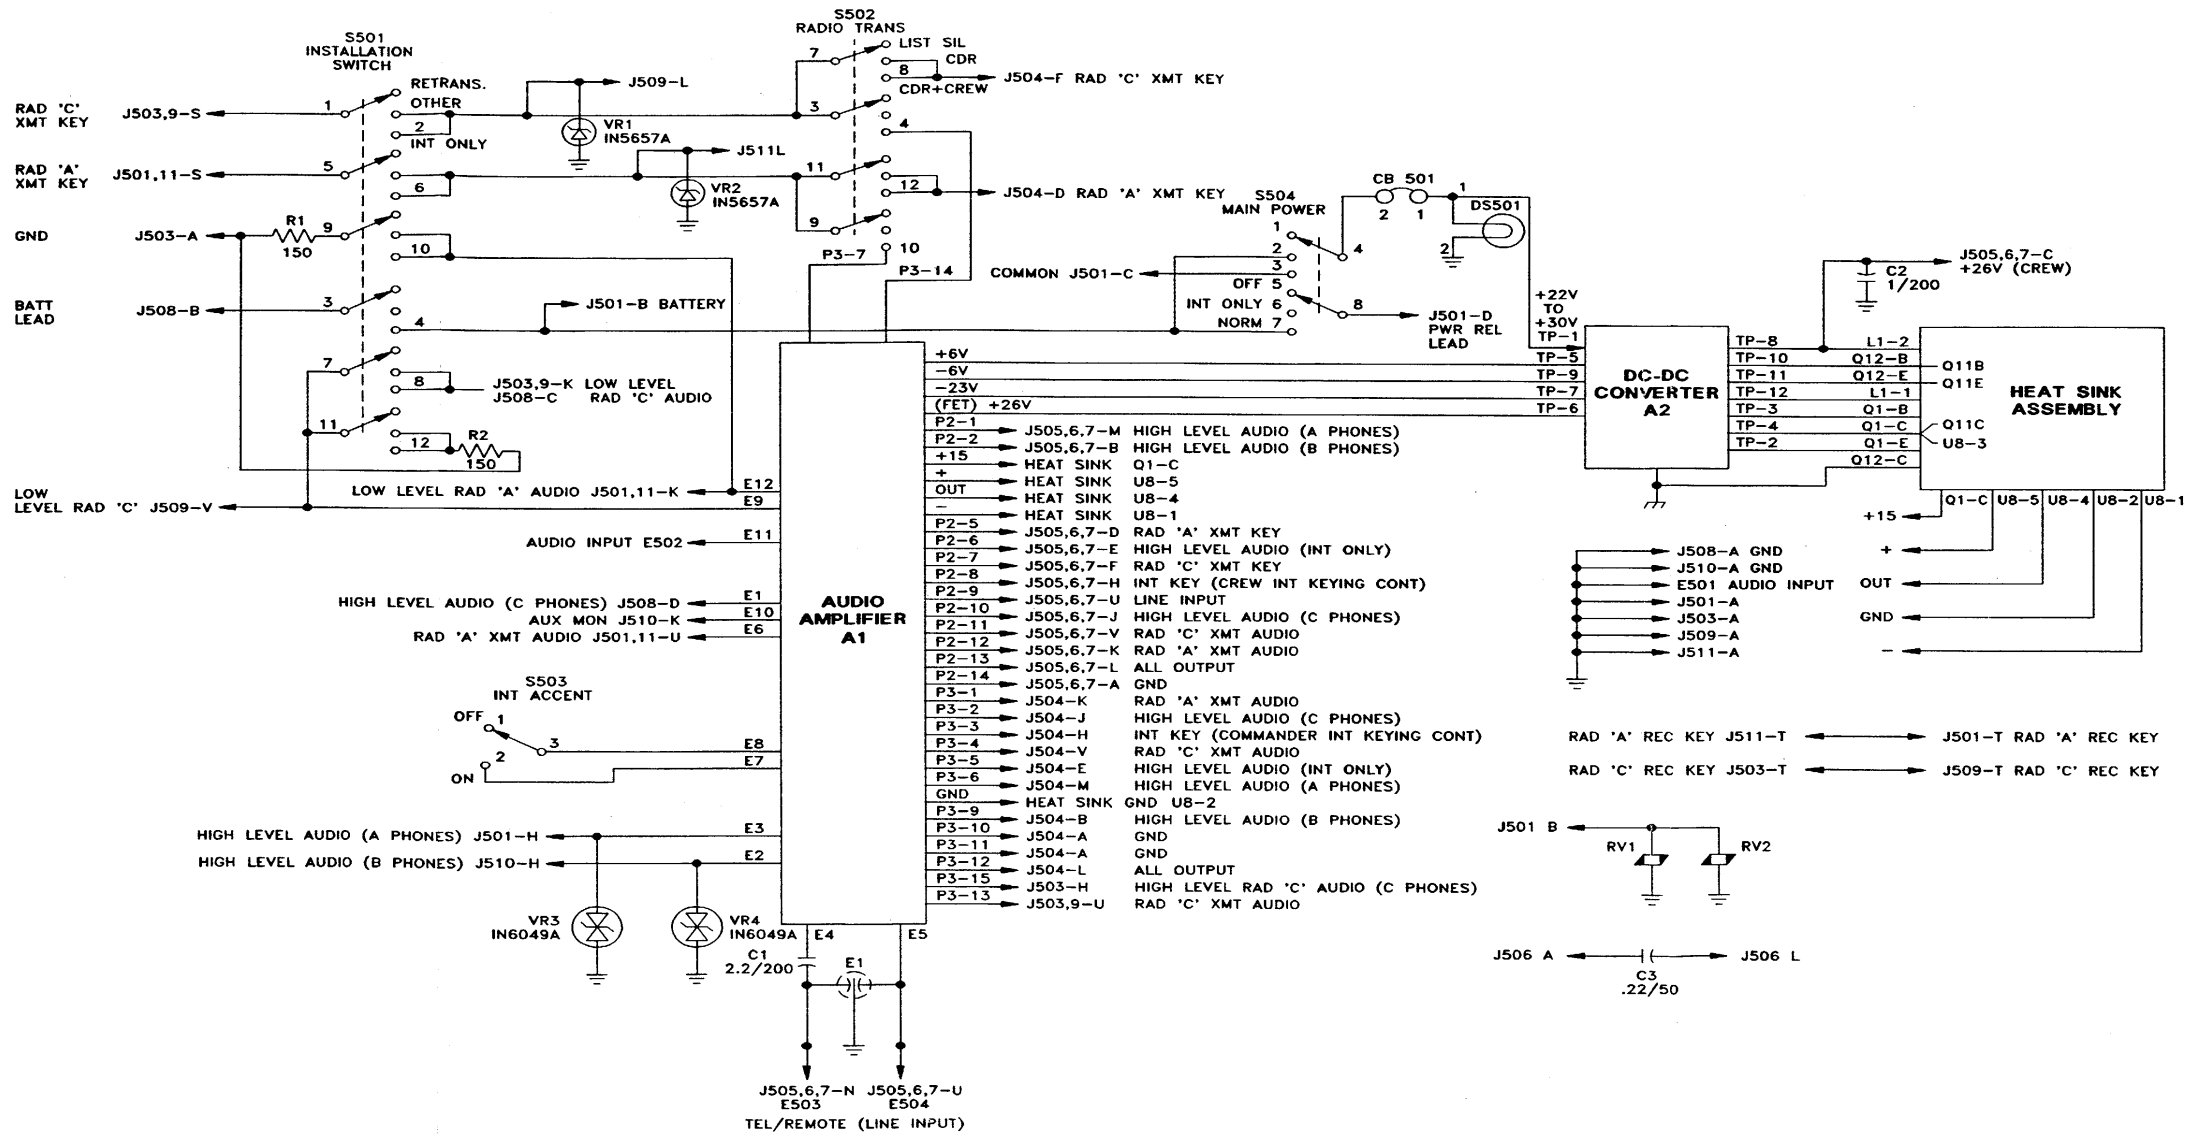 S501
INSTALLATION
SWITCH
S502
RADIO TRANS
RETRANS.
OTHER
INT ONLY
RAD 'C'
XMT KEY
J503,9-S
1
2
RAD 'A'
XMT KEY
J501,11-S
5
6
GND
J503-A
R1
150
9
10
BATT
LEAD
J508-B
3
4
7
8
J503,9-K LOW LEVEL
J508-C RAD 'C' AUDIO
11
12
R2
150
J509-L
VR1
IN5657A
J511L
VR2
IN5657A
J501-B BATTERY
7
LIST SIL
CDR
8
CDR+CREW
J504-F RAD 'C' XMT KEY
3
4
11
12
J504-D RAD 'A' XMT KEY
9
10
P3-7
P3-14
S504
MAIN POWER
1
2
3
4
COMMON J501-C
OFF 5
INT ONLY 6
NORM 7
8
J501-D
PWR REL
LEAD
CB 501
2
1
1
DS501
2
+22V
TO
+30V
TP-1
TP-5
TP-9
TP-7
TP-6
DC-DC
CONVERTER
A2
J505,6,7-C
+26V (CREW)
C2
1/200
TP-8 L1-2
TP-10 Q12-B
TP-11 Q12-E
TP-12 L1-1
TP-3 Q1-B
TP-4 Q1-C
TP-2 Q1-E
Q12-C
Q11B
Q11E
Q11C
U8-3
HEAT SINK
ASSEMBLY
Q1-C U8-5 U8-4 U8-2 U8-1
+15
+
OUT
GND
-
J508-A GND
J510-A GND
E501 AUDIO INPUT
J501-A
J503-A
J509-A
J511-A
LOW LEVEL RAD 'A' AUDIO J501,11-K E12
LOW
LEVEL RAD 'C' J509-V E9
AUDIO INPUT E502 E11
HIGH LEVEL AUDIO (C PHONES) J508-D E1
AUX MON J510-K E10
RAD 'A' XMT AUDIO J501,11-U E6
S503
INT ACCENT
OFF 1
3
2
ON
E8
E7
HIGH LEVEL AUDIO (A PHONES) J501-H E3
HIGH LEVEL AUDIO (B PHONES) J510-H E2
VR3
IN6049A
VR4
IN6049A
AUDIO
AMPLIFIER
A1
+6V
-6V
-23V
(FET) +26V
P2-1 J505,6,7-M HIGH LEVEL AUDIO (A PHONES)
P2-2 J505,6,7-B HIGH LEVEL AUDIO (B PHONES)
+15 HEAT SINK Q1-C
+ HEAT SINK U8-5
OUT HEAT SINK U8-4
- HEAT SINK U8-1
P2-5 J505,6,7-D RAD 'A' XMT KEY
P2-6 J505,6,7-E HIGH LEVEL AUDIO (INT ONLY)
P2-7 J505,6,7-F RAD 'C' XMT KEY
P2-8 J505,6,7-H INT KEY (CREW INT KEYING CONT)
P2-9 J505,6,7-U LINE INPUT
P2-10 J505,6,7-J HIGH LEVEL AUDIO (C PHONES)
P2-11 J505,6,7-V RAD 'C' XMT AUDIO
P2-12 J505,6,7-K RAD 'A' XMT AUDIO
P2-13 J505,6,7-L ALL OUTPUT
P2-14 J505,6,7-A GND
P3-1 J504-K RAD 'A' XMT AUDIO
P3-2 J504-J HIGH LEVEL AUDIO (C PHONES)
P3-3 J504-H INT KEY (COMMANDER INT KEYING CONT)
P3-4 J504-V RAD 'C' XMT AUDIO
P3-5 J504-E HIGH LEVEL AUDIO (INT ONLY)
P3-6 J504-M HIGH LEVEL AUDIO (A PHONES)
GND HEAT SINK GND U8-2
P3-9 J504-B HIGH LEVEL AUDIO (B PHONES)
P3-10 J504-A GND
P3-11 J504-A GND
P3-12 J504-L ALL OUTPUT
P3-15 J503-H HIGH LEVEL RAD 'C' AUDIO (C PHONES)
P3-13 J503,9-U RAD 'C' XMT AUDIO
E4
E5
C1
2.2/200
E1
J505,6,7-N J505,6,7-U
E503 E504
TEL/REMOTE (LINE INPUT)
RAD 'A' REC KEY J511-T J501-T RAD 'A' REC KEY
RAD 'C' REC KEY J503-T J509-T RAD 'C' REC KEY
J501 B
RV1
RV2
J506 A
J506 L
C3
.22/50